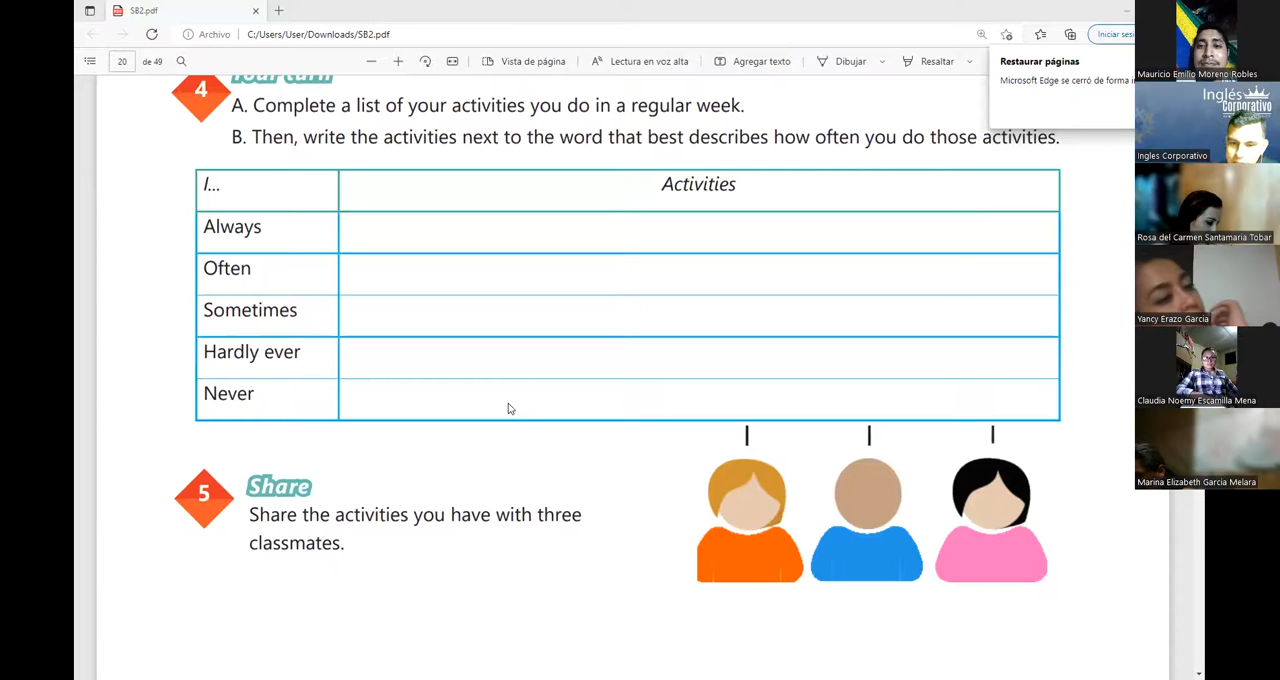 SB2.pdf
Archivo C:/Users/User/Downloads/SB2.pdf Iniciar sesi
20 de 49 Vista de página Lectura en voz alta Agregar texto Dibujar Resaltar
Restaurar páginas
Microsoft Edge se cerró de forma in
4 Your turn
A. Complete a list of your activities you do in a regular week.
B. Then, write the activities next to the word that best describes how often you do those activities.
I... Activities
Always
Often
Sometimes
Hardly ever
Never
5 Share
Share the activities you have with three
classmates.
Mauricio Emilio Moreno Robles
Inglés
Corporativo
Ingles Corporativo
Rosa del Carmen Santamaria Tobar
Yancy Erazo Garcia
Claudia Noemy Escamilla Mena
Marina Elizabeth Garcia Melara